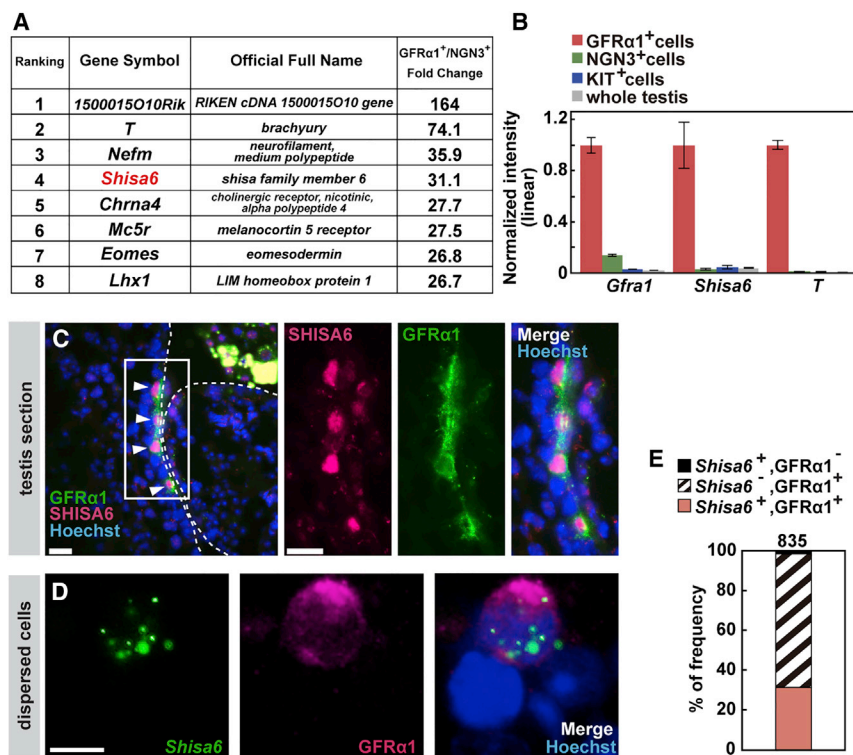 A
Ranking Gene Symbol Official Full Name GFRα1⁺/NGN3⁺
Fold Change
1 1500015O10Rik RIKEN cDNA 1500015O10 gene 164
2 T brachyury 74.1
3 Nefm neurofilament,
medium polypeptide 35.9
4 Shisa6 shisa family member 6 31.1
5 Chrna4 cholinergic receptor, nicotinic,
alpha polypeptide 4 27.7
6 Mc5r melanocortin 5 receptor 27.5
7 Eomes eomesodermin 26.8
8 Lhx1 LIM homeobox protein 1 26.7
B
GFRα1⁺cells
NGN3⁺cells
KIT⁺cells
whole testis
Normalized intensity
(linear)
1.2
0.8
0.4
0
Gfra1 Shisa6 T
testis section
C
GFRα1
SHISA6
Hoechst
SHISA6
GFRα1
Merge
Hoechst
dispersed cells
D
Shisa6
GFRα1
Merge
Hoechst
E
Shisa6⁺,GFRα1⁻
Shisa6⁻,GFRα1⁺
Shisa6⁺,GFRα1⁺
835
% of frequency
100
80
60
40
20
0